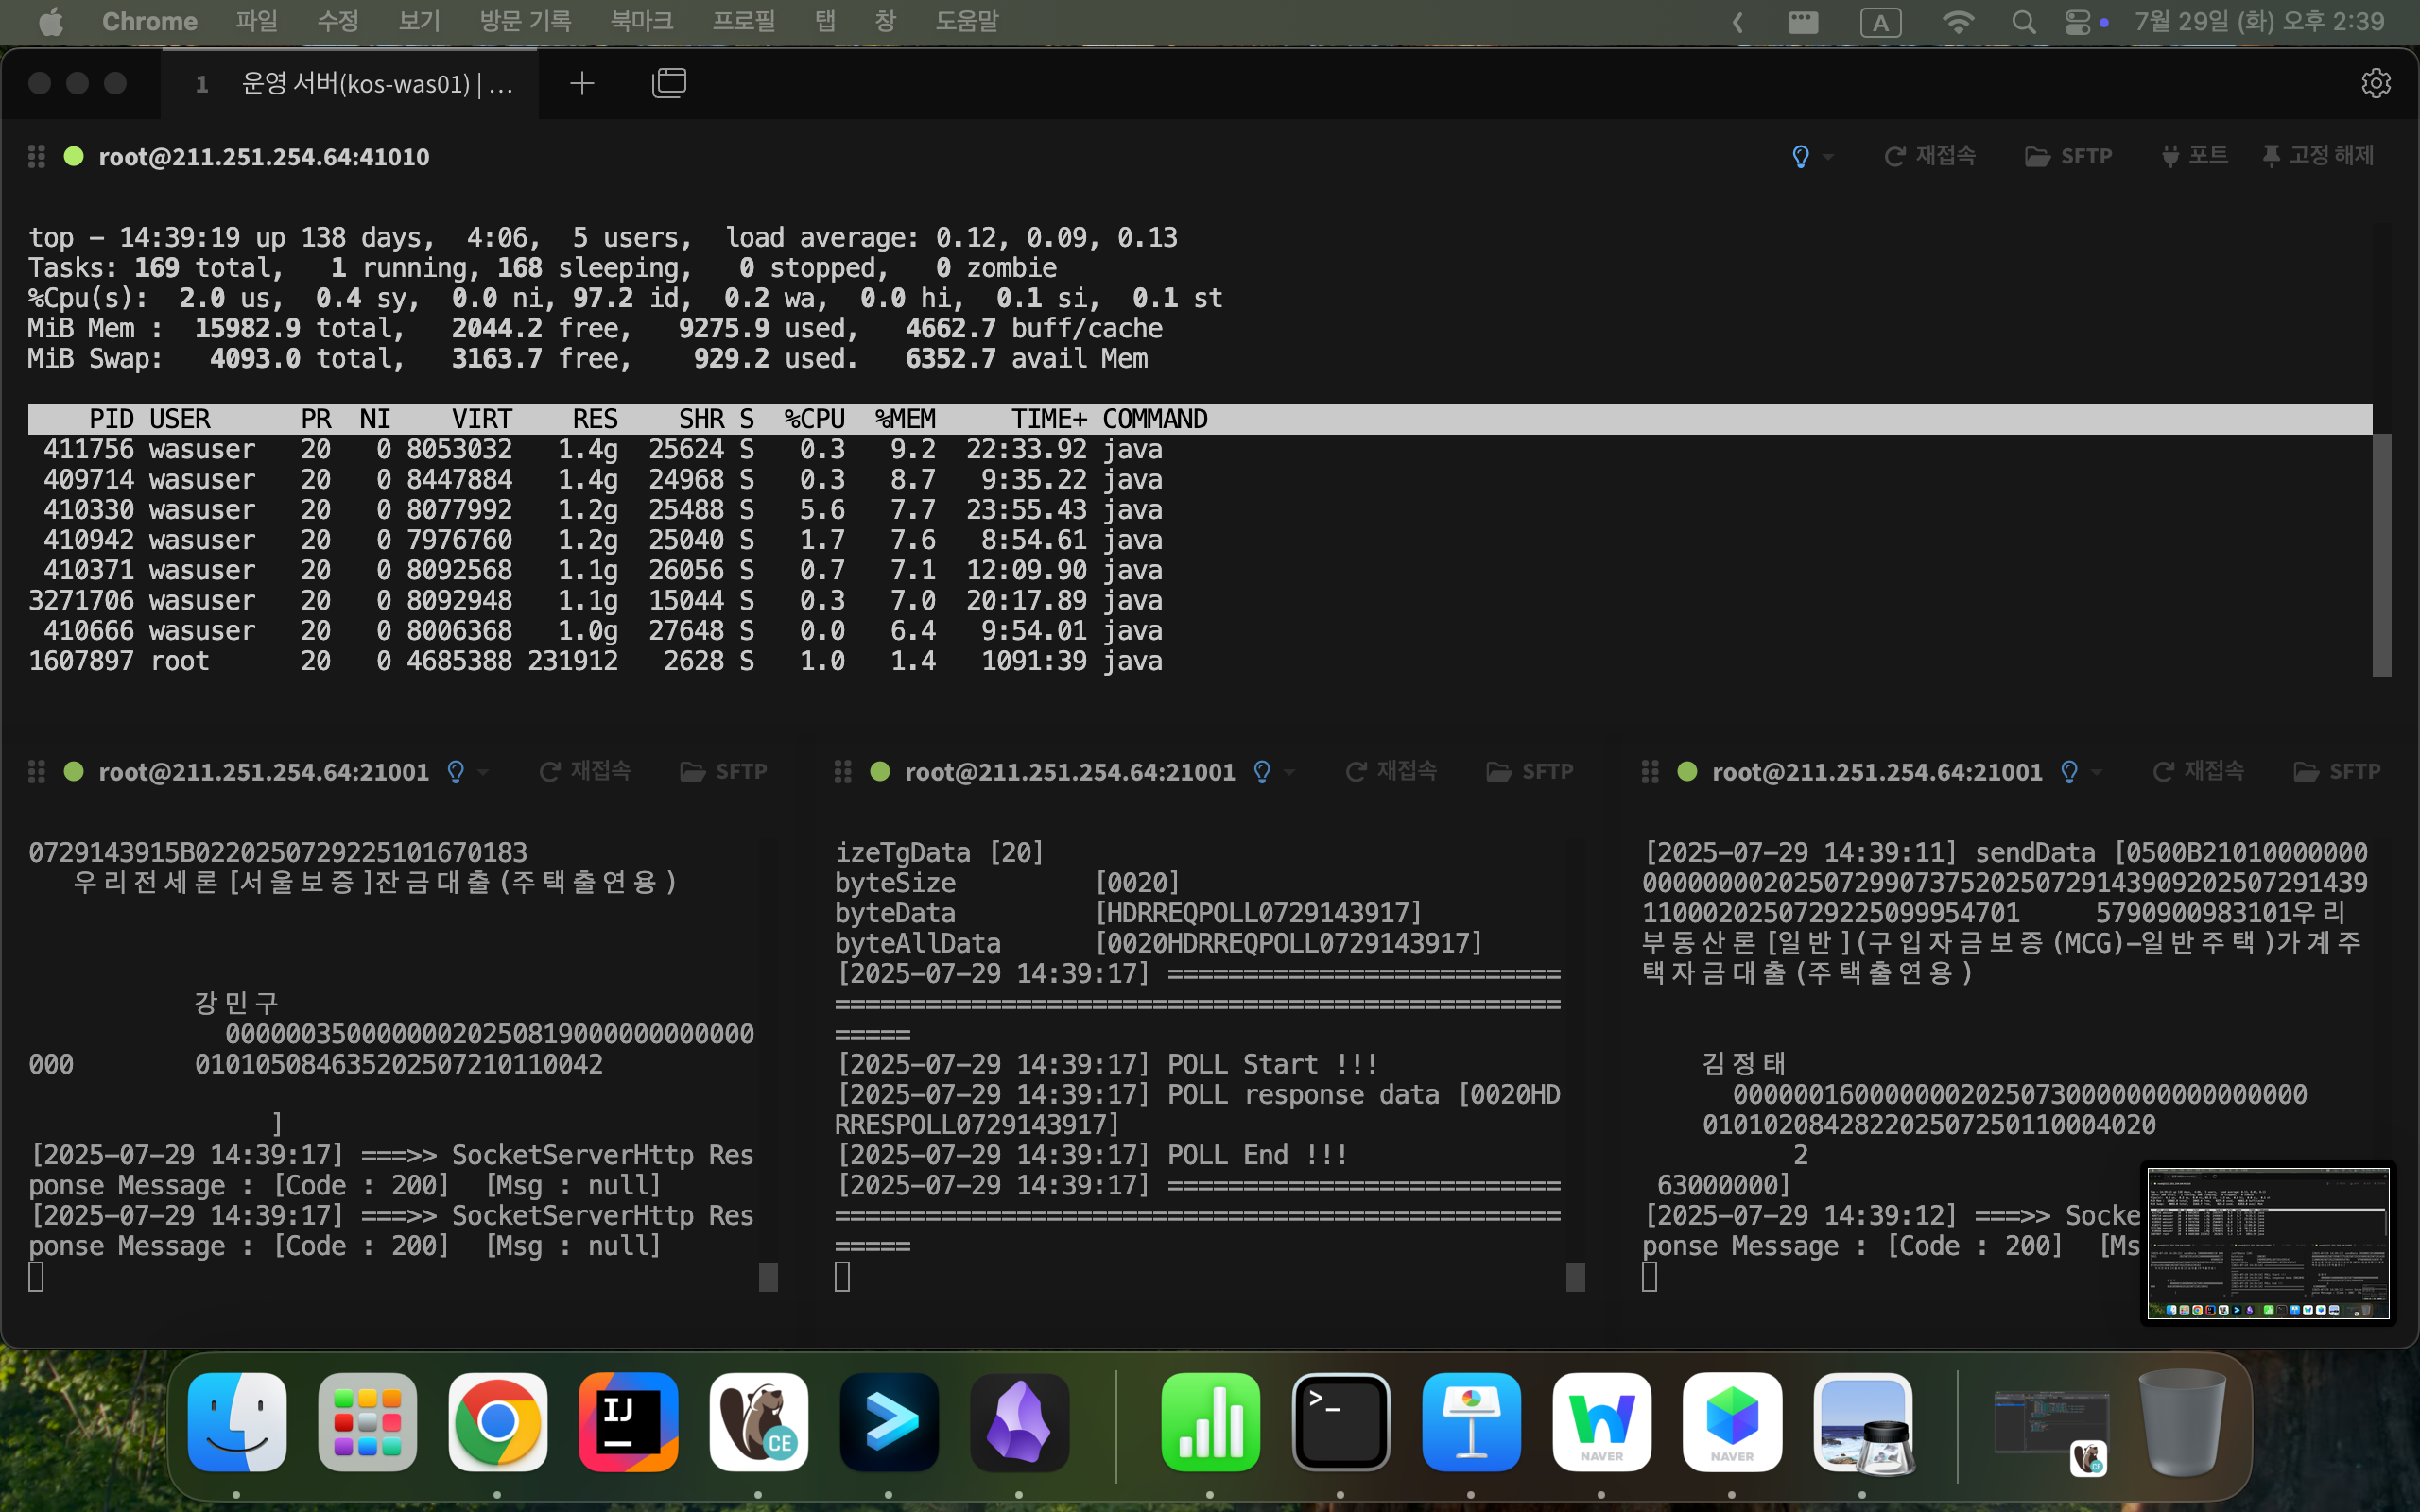 Chrome 파일 수정 보기 방문 기록 북마크 프로필 탭 창 도움말 A 7월 29일 (화) 오후 2:39
1 운영 서버(kos-was01) | ...
root@211.251.254.64:41010 재접속 SFTP 포트 고정 해제
top - 14:39:19 up 138 days, 4:06, 5 users, load average: 0.12, 0.09, 0.13
Tasks: 169 total, 1 running, 168 sleeping, 0 stopped, 0 zombie
%Cpu(s): 2.0 us, 0.4 sy, 0.0 ni, 97.2 id, 0.2 wa, 0.0 hi, 0.1 si, 0.1 st
MiB Mem : 15982.9 total, 2044.2 free, 9275.9 used, 4662.7 buff/cache
MiB Swap: 4093.0 total, 3163.7 free, 929.2 used. 6352.7 avail Mem
PID USER PR NI VIRT RES SHR S %CPU %MEM TIME+ COMMAND
411756 wasuser 20 0 8053032 1.4g 25624 S 0.3 9.2 22:33.92 java
409714 wasuser 20 0 8447884 1.4g 24968 S 0.3 8.7 9:35.22 java
410330 wasuser 20 0 8077992 1.2g 25488 S 5.6 7.7 23:55.43 java
410942 wasuser 20 0 7976760 1.2g 25040 S 1.7 7.6 8:54.61 java
410371 wasuser 20 0 8092568 1.1g 26056 S 0.7 7.1 12:09.90 java
3271706 wasuser 20 0 8092948 1.1g 15044 S 0.3 7.0 20:17.89 java
410666 wasuser 20 0 8006368 1.0g 27648 S 0.0 6.4 9:54.01 java
1607897 root 20 0 4685388 231912 2628 S 1.0 1.4 1091:39 java
root@211.251.254.64:21001 재접속 SFTP
0729143915B0220250729225101670183
우리전세론[서울보증]잔금대출(주택출연용)
강민구
00000035000000020250819000000000000
000 010105084635202507210110042
]
[2025-07-29 14:39:17] ===>> SocketServerHttp Res
ponse Message : [Code : 200] [Msg : null]
[2025-07-29 14:39:17] ===>> SocketServerHttp Res
ponse Message : [Code : 200] [Msg : null]
root@211.251.254.64:21001 재접속 SFTP
izeTgData [20]
byteSize [0020]
byteData [HDRREQPOLL0729143917]
byteAllData [0020HDRREQPOLL0729143917]
[2025-07-29 14:39:17] ==========================
================================================
=====
[2025-07-29 14:39:17] POLL Start !!!
[2025-07-29 14:39:17] POLL response data [0020HD
RRESPOLL0729143917]
[2025-07-29 14:39:17] POLL End !!!
[2025-07-29 14:39:17] ==========================
================================================
=====
root@211.251.254.64:21001 재접속 SFTP
[2025-07-29 14:39:11] sendData [0500B21010000000
000000002025072990737520250729143909202507291439
1100020250729225099954701 5790900983101우리
부동산론[일반](구입자금보증(MCG)-일반주택)가계주
택자금대출(주택출연용)
김정태
00000016000000020250730000000000000000
010102084282202507250110004020
2
63000000]
[2025-07-29 14:39:12] ===>> Socke
ponse Message : [Code : 200] [Ms
IJ
CE
>_
NAVER
NAVER
CE